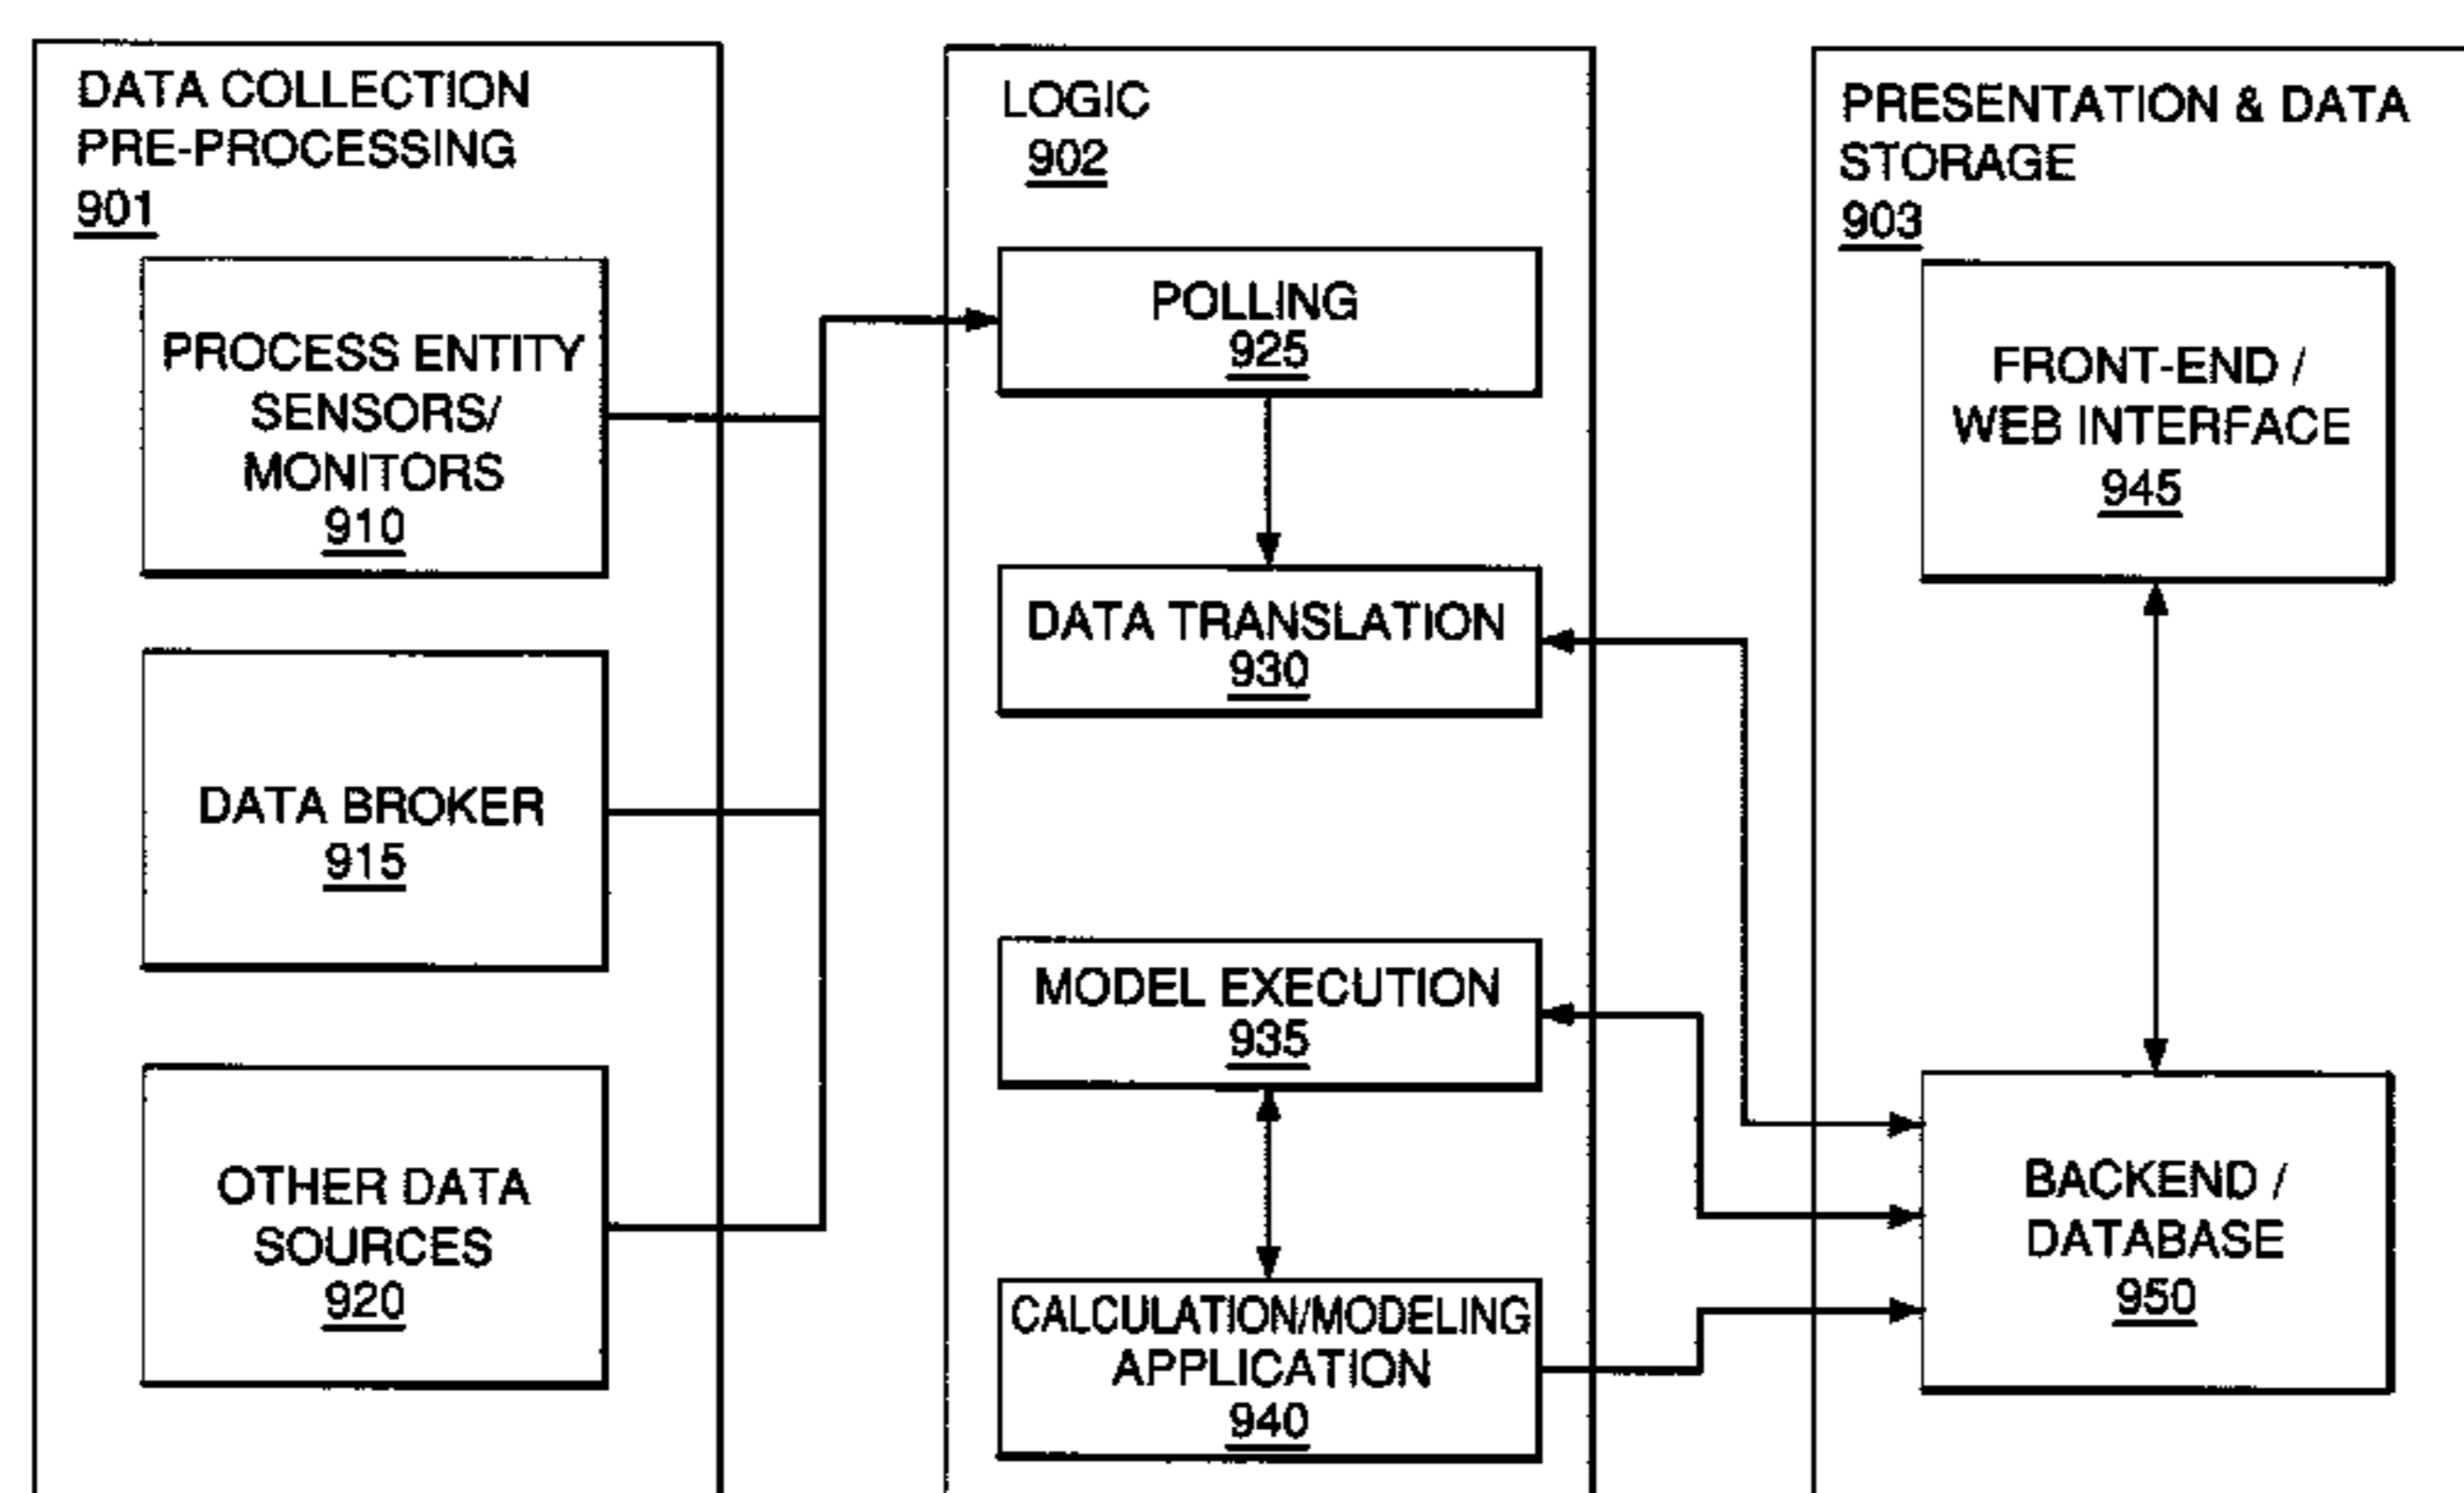 DATA COLLECTION
PRE-PROCESSING
901
PROCESS ENTITY
SENSORS/
MONITORS
910
DATA BROKER
915
OTHER DATA
SOURCES
920
LOGIC
902
POLLING
925
DATA TRANSLATION
930
MODEL EXECUTION
935
CALCULATION/MODELING
APPLICATION
940
PRESENTATION & DATA
STORAGE
903
FRONT-END /
WEB INTERFACE
945
BACKEND /
DATABASE
950